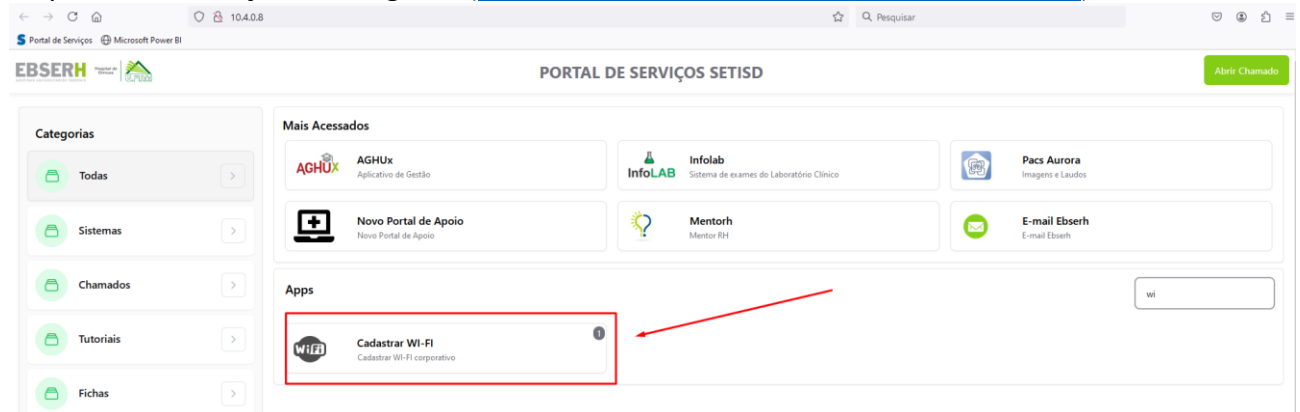 10.4.0.8
Pesquisar
Portal de Serviços Microsoft Power BI
EBSERH
PORTAL DE SERVIÇOS SETISD
Abrir Chamado
Categorias
Todas
Sistemas
Chamados
Tutoriais
Fichas
Mais Acessados
AGHUX
AGHUx
Aplicativo de Gestão
InfoLAB
Infolab
Sistema de exames do Laboratório Clínico
Pacs Aurora
Imagens e Laudos
Novo Portal de Apoio
Novo Portal de Apoio
Mentorh
Mentor RH
E-mail Ebserh
E-mail Ebserh
Apps
wi
WiFi
Cadastrar WI-FI
Cadastrar WI-FI corporativo
1